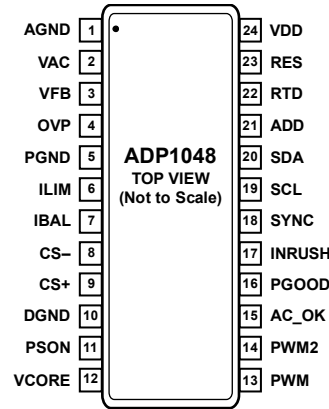 AGND 1 24 VDD
VAC 2 23 RES
VFB 3 22 RTD
OVP 4 21 ADD
PGND 5 ADP1048 20 SDA
TOP VIEW
ILIM 6 (Not to Scale) 19 SCL
IBAL 7 18 SYNC
CS– 8 17 INRUSH
CS+ 9 16 PGOOD
DGND 10 15 AC_OK
PSON 11 14 PWM2
VCORE 12 13 PWM